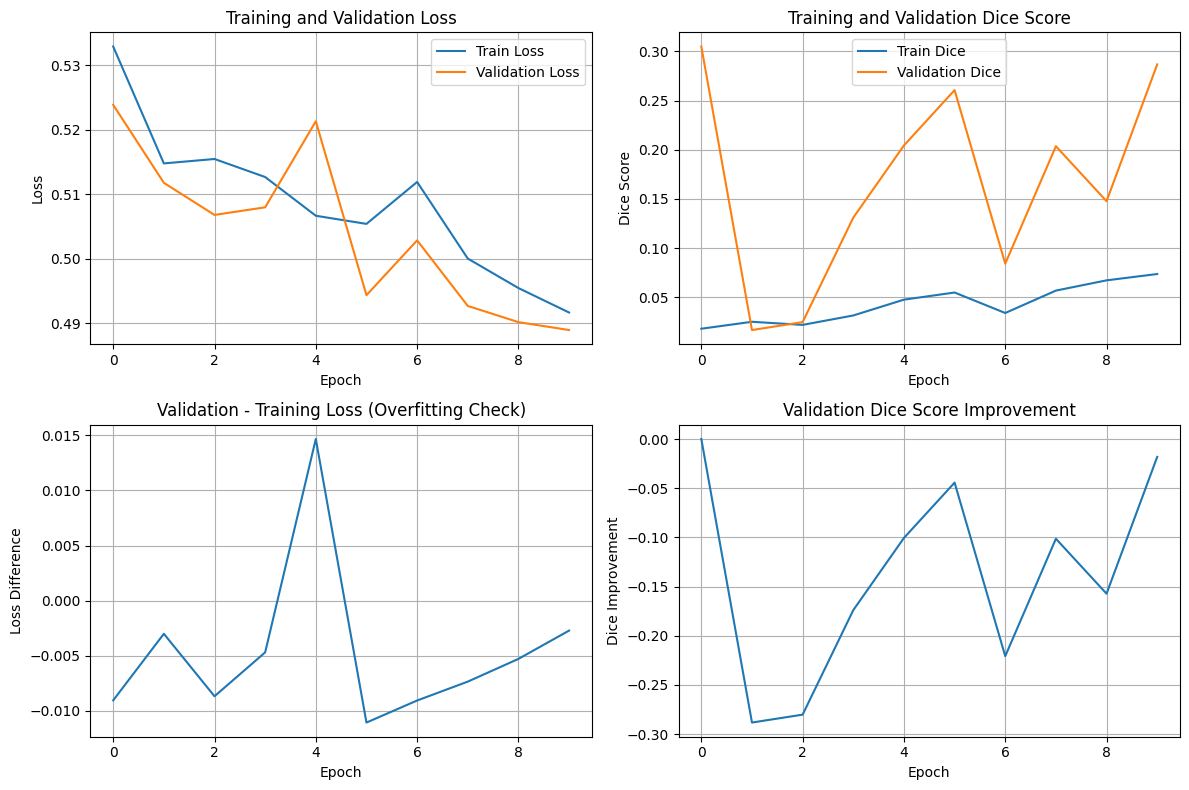 Training and Validation Loss
Train Loss
Validation Loss
0.53
0.52
0.51
0.50
0.49
Loss
0 2 4 6 8
Epoch
Training and Validation Dice Score
Train Dice
Validation Dice
0.30
0.25
0.20
0.15
0.10
0.05
Dice Score
0 2 4 6 8
Epoch
Validation - Training Loss (Overfitting Check)
0.015
0.010
0.005
0.000
−0.005
−0.010
Loss Difference
0 2 4 6 8
Epoch
Validation Dice Score Improvement
0.00
−0.05
−0.10
−0.15
−0.20
−0.25
−0.30
Dice Improvement
0 2 4 6 8
Epoch